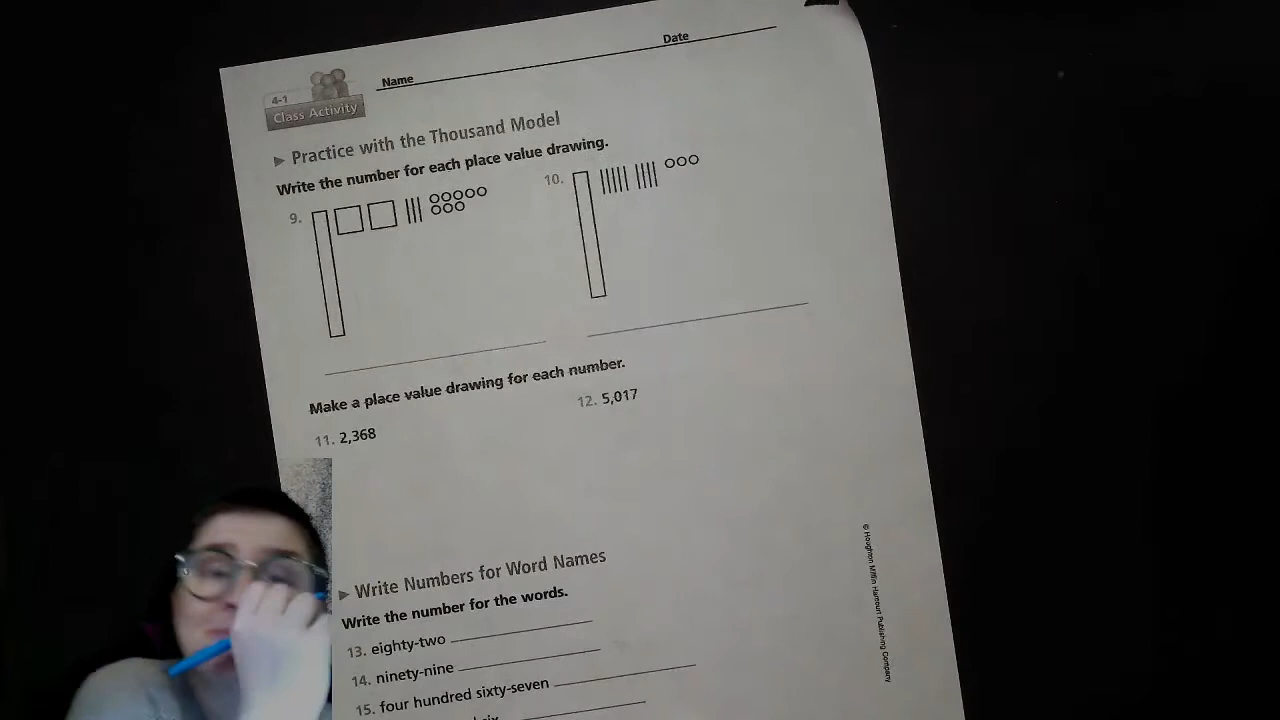 Name Date
4-1
Class Activity
Practice with the Thousand Model
Write the number for each place value drawing.
9. 10.
Make a place value drawing for each number.
11. 2,368 12. 5,017
Write Numbers for Word Names
Write the number for the words.
13. eighty-two
14. ninety-nine
15. four hundred sixty-seven
© Houghton Mifflin Harcourt Publishing Company